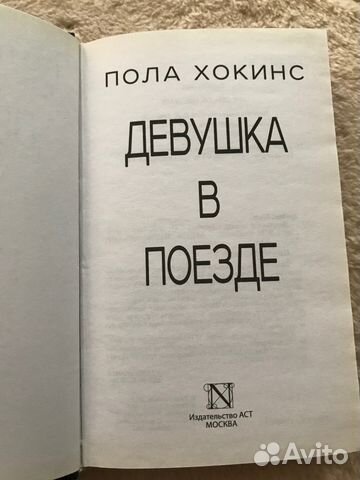 ПОЛА ХОКИНС
ДЕВУШКА
В
ПОЕЗДЕ
N
Издательство АСТ
МОСКВА
Avito